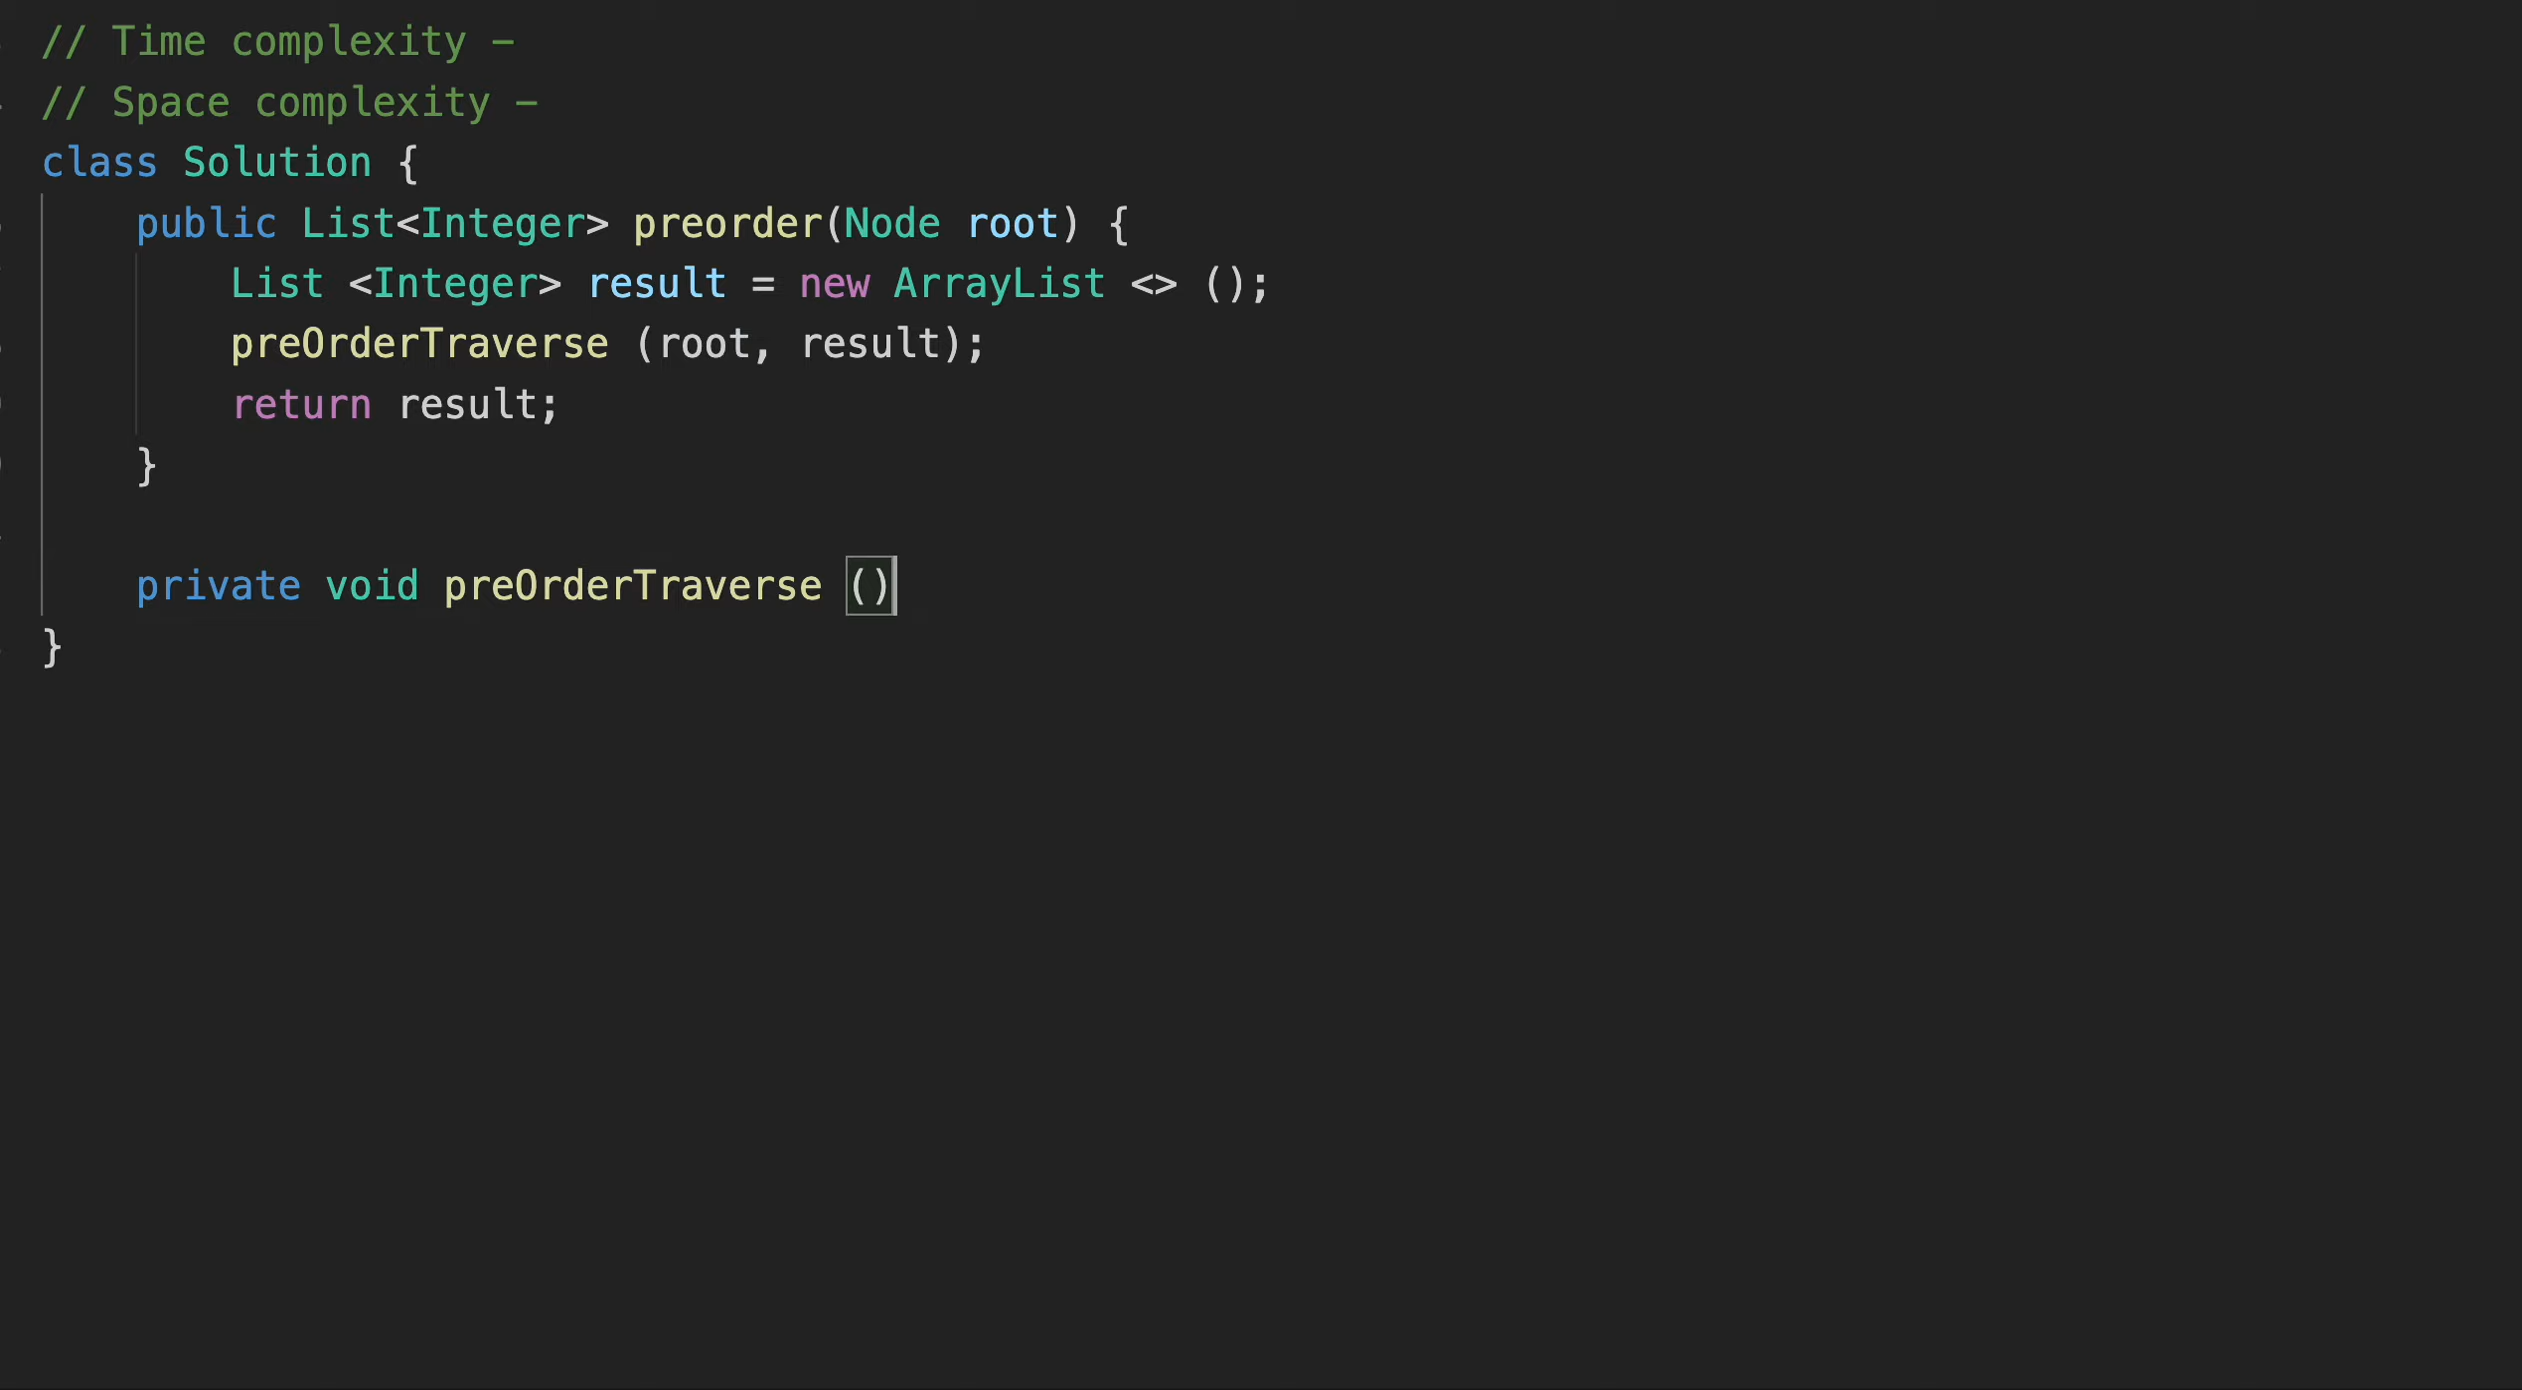 // Time complexity -
// Space complexity -
class Solution {
    public List<Integer> preorder(Node root) {
        List <Integer> result = new ArrayList <> ();
        preOrderTraverse (root, result);
        return result;
    }

    private void preOrderTraverse ()
}